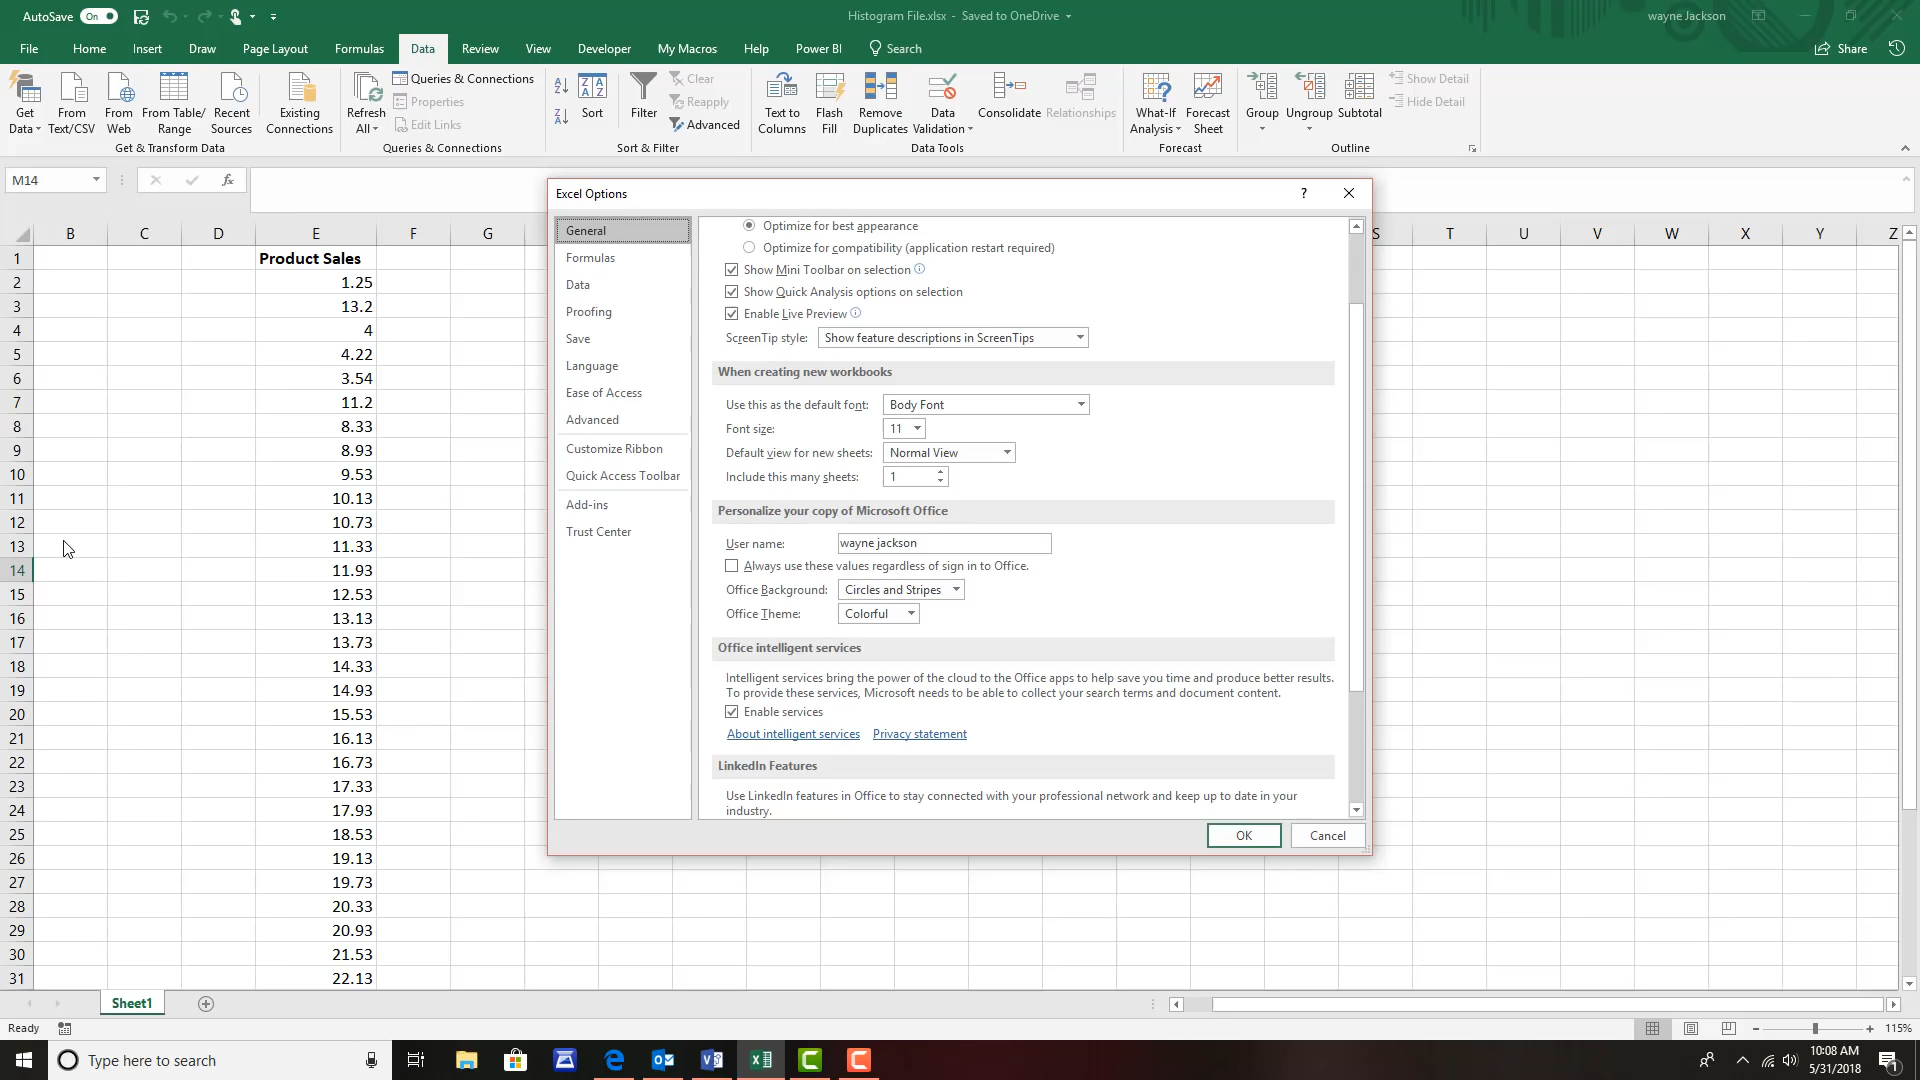 AutoSave On
Histogram File.xlsx - Saved to OneDrive
wayne Jackson
File Home Insert Draw Page Layout Formulas Data Review View Developer My Macros Help Power BI Search Share
Get Data
From Text/CSV
From Web
From Table/ Range
Recent Sources
Existing Connections
Get & Transform Data
Refresh All
Queries & Connections
Properties
Edit Links
Queries & Connections
Sort
Filter
Clear
Reapply
Advanced
Sort & Filter
Text to Columns
Flash Fill
Remove Duplicates
Data Validation
Consolidate
Relationships
Data Tools
What-If Analysis
Forecast Sheet
Forecast
Group
Ungroup
Subtotal
Show Detail
Hide Detail
Outline
M14
fx
B C D E F G S T U V W X Y Z
1 Product Sales
2 1.25
3 13.2
4 4
5 4.22
6 3.54
7 11.2
8 8.33
9 8.93
10 9.53
11 10.13
12 10.73
13 11.33
14 11.93
15 12.53
16 13.13
17 13.73
18 14.33
19 14.93
20 15.53
21 16.13
22 16.73
23 17.33
24 17.93
25 18.53
26 19.13
27 19.73
28 20.33
29 20.93
30 21.53
31 22.13
Excel Options
?
General
Formulas
Data
Proofing
Save
Language
Ease of Access
Advanced
Customize Ribbon
Quick Access Toolbar
Add-ins
Trust Center
Optimize for best appearance
Optimize for compatibility (application restart required)
Show Mini Toolbar on selection
Show Quick Analysis options on selection
Enable Live Preview
ScreenTip style: Show feature descriptions in ScreenTips
When creating new workbooks
Use this as the default font: Body Font
Font size: 11
Default view for new sheets: Normal View
Include this many sheets: 1
Personalize your copy of Microsoft Office
User name: wayne jackson
Always use these values regardless of sign in to Office.
Office Background: Circles and Stripes
Office Theme: Colorful
Office intelligent services
Intelligent services bring the power of the cloud to the Office apps to help save you time and produce better results.
To provide these services, Microsoft needs to be able to collect your search terms and document content.
Enable services
About intelligent services Privacy statement
LinkedIn Features
Use LinkedIn features in Office to stay connected with your professional network and keep up to date in your
industry.
OK Cancel
Sheet1
Ready
115%
Type here to search
10:08 AM
5/31/2018
1